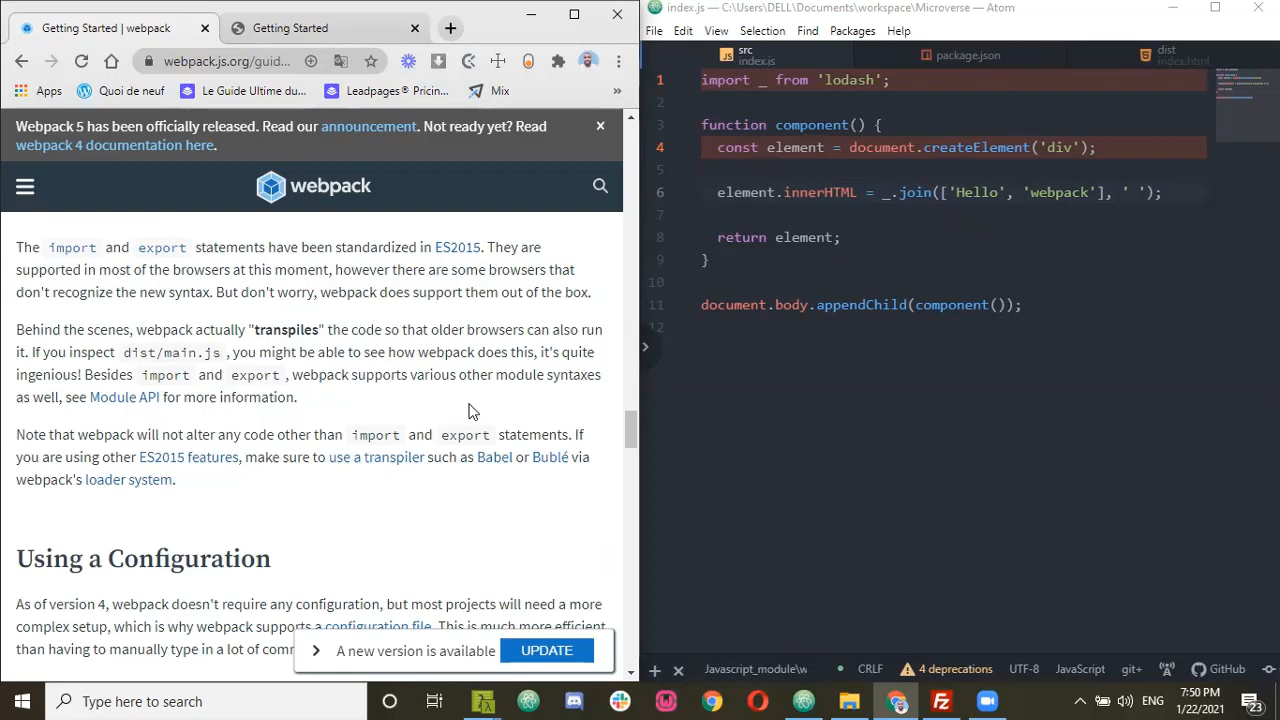 Getting Started | webpack
Getting Started
webpack.js.org/guid...
Apps
Quoi de neuf
Le Guide Ultime du...
Leadpages® | Pricin...
Mix
»
Webpack 5 has been officially released. Read our announcement. Not ready yet? Read
webpack 4 documentation here.
webpack
The import and export statements have been standardized in ES2015. They are
supported in most of the browsers at this moment, however there are some browsers that
don't recognize the new syntax. But don't worry, webpack does support them out of the box.
Behind the scenes, webpack actually "transpiles" the code so that older browsers can also run
it. If you inspect dist/main.js , you might be able to see how webpack does this, it's quite
ingenious! Besides import and export , webpack supports various other module syntaxes
as well, see Module API for more information.
Note that webpack will not alter any code other than import and export statements. If
you are using other ES2015 features, make sure to use a transpiler such as Babel or Bublé via
webpack's loader system.
Using a Configuration
As of version 4, webpack doesn't require any configuration, but most projects will need a more
complex setup, which is why webpack supports a configuration file. This is much more efficient
than having to manually type in a lot of com
A new version is available UPDATE
index.js — C:\Users\DELL\Documents\workspace\Microverse — Atom
File Edit View Selection Find Packages Help
src
index.js
package.json
dist
index.html
1 import _ from 'lodash';
2
3 function component() {
4 const element = document.createElement('div');
5
6 element.innerHTML = _.join(['Hello', 'webpack'], ' ');
7
8 return element;
9 }
10
11 document.body.appendChild(component());
12
Javascript_module\w CRLF 4 deprecations UTF-8 JavaScript git+ GitHub
Type here to search
ENG
7:50 PM
1/22/2021
23